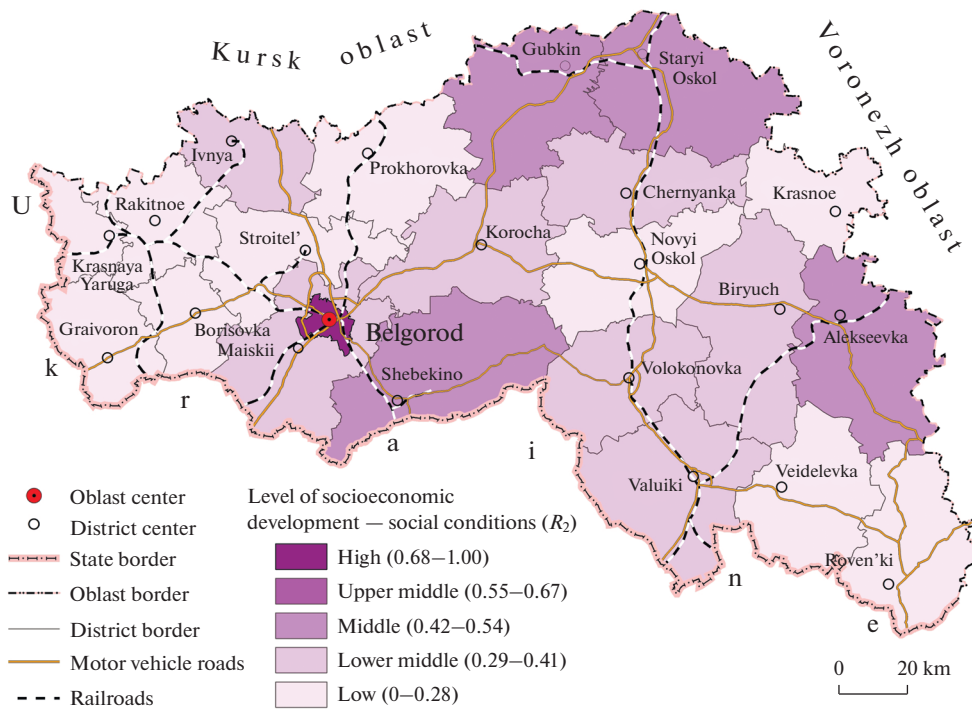 Kursk oblast
Voronezh oblast
Gubkin
Staryi
Oskol
Ivnya
Prokhorovka
Rakitnoe
Chernyanka
Krasnoe
Stroitel’
Korocha
Novyi
Oskol
Krasnaya
Yaruga
Biryuch
Graivoron
Borisovka
Maiskii
Belgorod
Alekseevka
Shebekino
Volokonovka
Valuiki
Veidelevka
Roven’ki
U k r a i n e
Oblast center
District center
State border
Oblast border
District border
Motor vehicle roads
Railroads
Level of socioeconomic
development — social conditions (R₂)
High (0.68–1.00)
Upper middle (0.55–0.67)
Middle (0.42–0.54)
Lower middle (0.29–0.41)
Low (0–0.28)
0 20 km